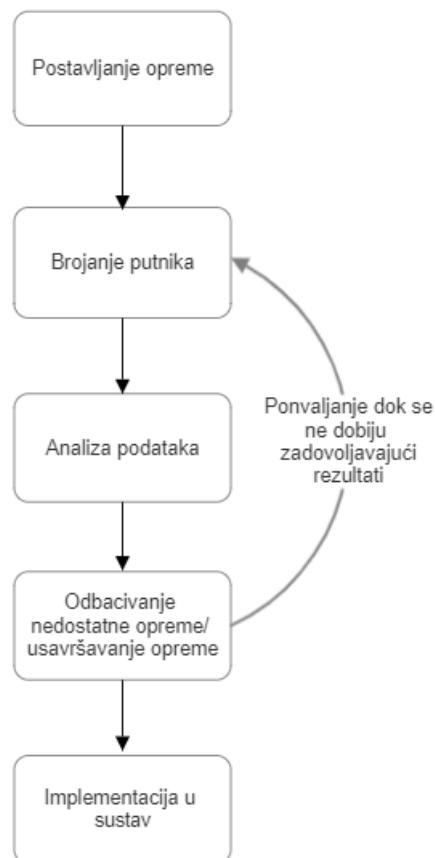 Postavljanje opreme
Brojanje putnika
Ponvaljanje dok se
ne dobiju
zadovoljavajući
rezultati
Analiza podataka
Odbacivanje
nedostatne opreme/
usavršavanje opreme
Implementacija u
sustav